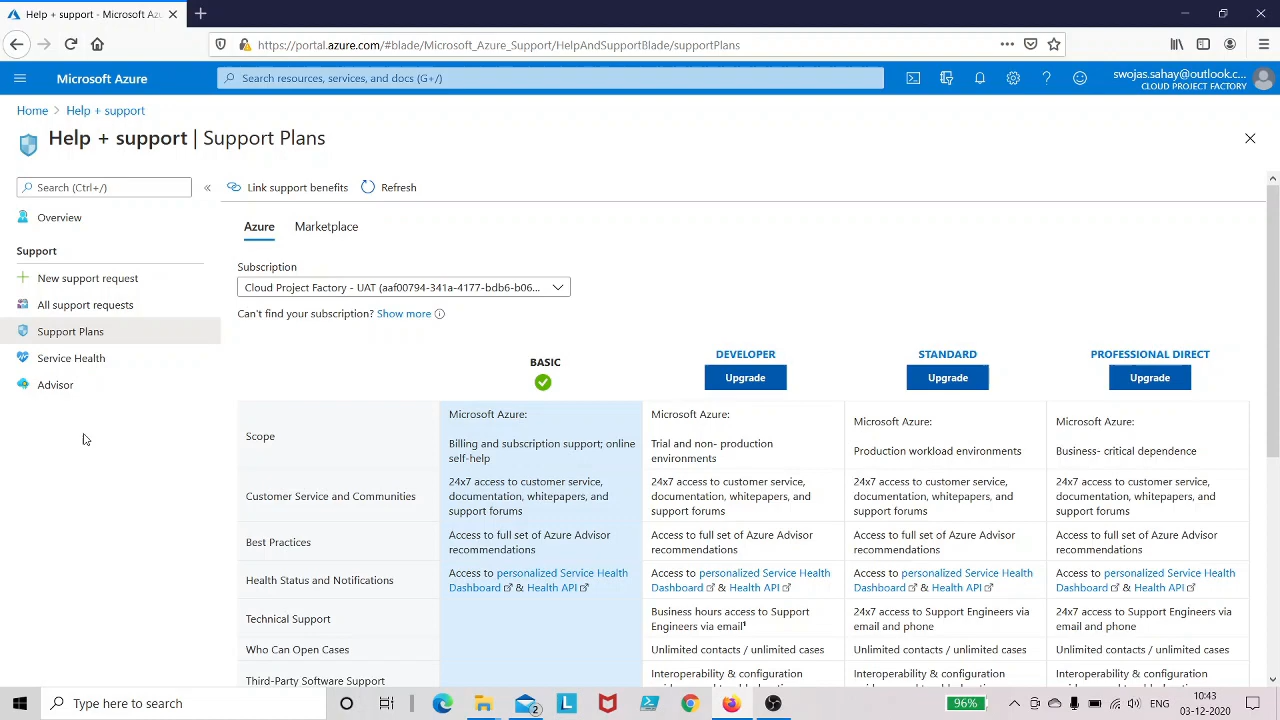 Help + support - Microsoft Az
https://portal.azure.com/#blade/Microsoft_Azure_Support/HelpAndSupportBlade/supportPlans
Microsoft Azure
Search resources, services, and docs (G+/)
swojas.sahay@outlook.c...
CLOUD PROJECT FACTORY
Home > Help + support
Help + support | Support Plans
Search (Ctrl+/)
Link support benefits
Refresh
Overview
Support
New support request
All support requests
Support Plans
Service Health
Advisor
Azure
Marketplace
Subscription
Cloud Project Factory - UAT (aaf00794-341a-4177-bdb6-b06...
Can't find your subscription? Show more
BASIC
DEVELOPER
Upgrade
STANDARD
Upgrade
PROFESSIONAL DIRECT
Upgrade
Scope
Microsoft Azure:
Billing and subscription support; online
self-help
Microsoft Azure:
Trial and non- production
environments
Microsoft Azure:
Production workload environments
Microsoft Azure:
Business- critical dependence
Customer Service and Communities
24x7 access to customer service,
documentation, whitepapers, and
support forums
24x7 access to customer service,
documentation, whitepapers, and
support forums
24x7 access to customer service,
documentation, whitepapers, and
support forums
24x7 access to customer service,
documentation, whitepapers, and
support forums
Best Practices
Access to full set of Azure Advisor
recommendations
Access to full set of Azure Advisor
recommendations
Access to full set of Azure Advisor
recommendations
Access to full set of Azure Advisor
recommendations
Health Status and Notifications
Access to personalized Service Health
Dashboard & Health API
Access to personalized Service Health
Dashboard & Health API
Access to personalized Service Health
Dashboard & Health API
Access to personalized Service Health
Dashboard & Health API
Technical Support
Business hours access to Support
Engineers via email¹
24x7 access to Support Engineers via
email and phone
24x7 access to Support Engineers via
email and phone
Who Can Open Cases
Unlimited contacts / unlimited cases
Unlimited contacts / unlimited cases
Unlimited contacts / unlimited cases
Third-Party Software Support
Interoperability & configuration
Interoperability & configuration
Interoperability & configuration
Type here to search
2
96%
ENG
10:43
03-12-2020